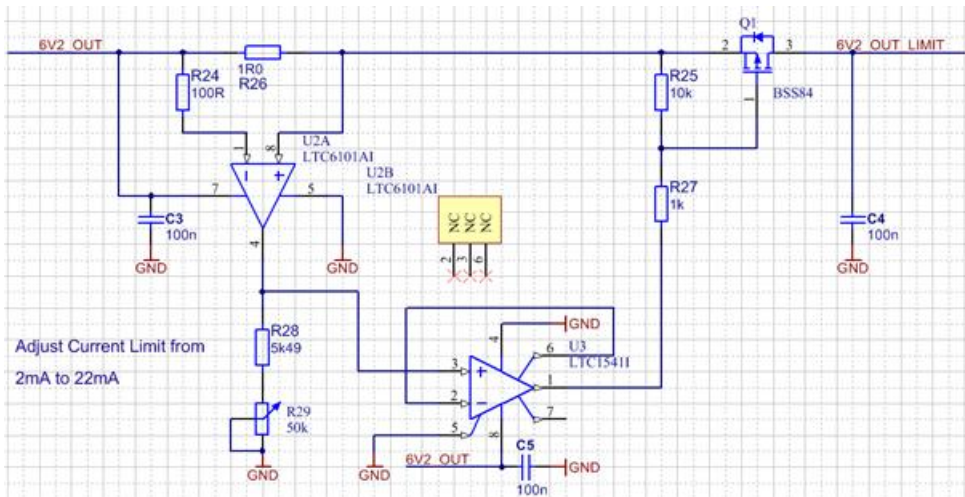 Q1
6V2_OUT
2
3
6V2_OUT_LIMIT
R24
100R
1R0
R26
R25
10k
1
BSS84
1
8
U2A
LTC6101AI
U2B
LTC6101AI
7
5
R27
1k
C3
100n
NC
NC
NC
C4
100n
4
2
3
6
GND
GND
GND
R28
5k49
4
GND
6
U3
LTC1541I
Adjust Current Limit from
2mA to 22mA
3
1
2
7
R29
50k
5
8
C5
6V2_OUT
GND
GND
GND
100n